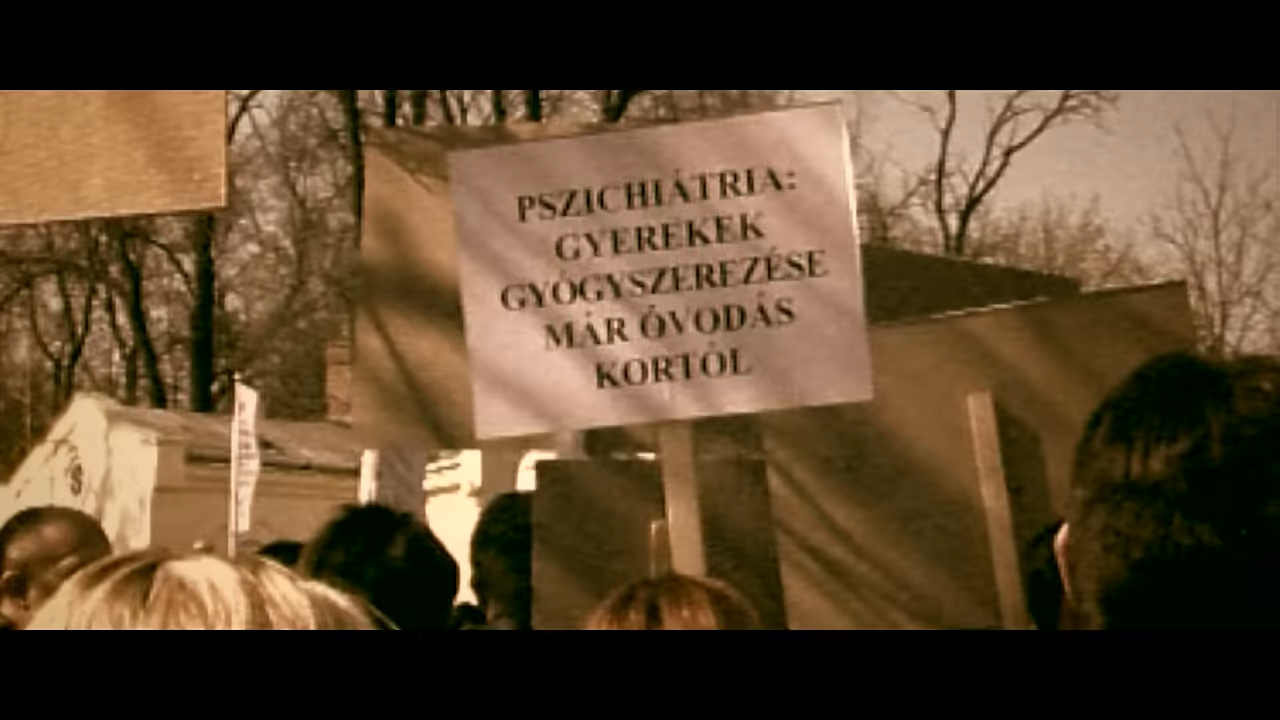 PSZICHIÁTRIA:
GYEREKEK
GYÓGYSZEREZÉSE
MÁR ÓVODÁS
KORTÓL